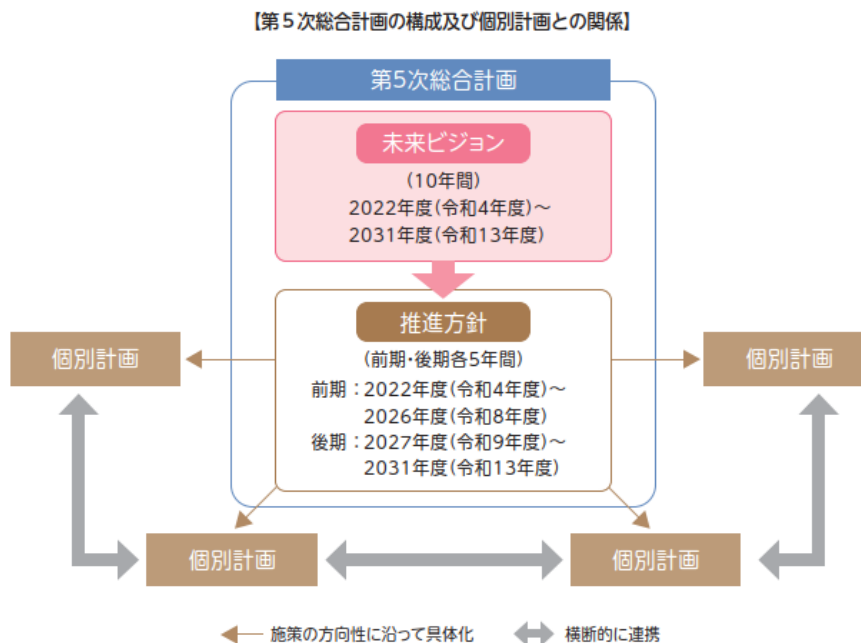 【第5次総合計画の構成及び個別計画との関係】
第5次総合計画
未来ビジョン
(10年間)
2022年度(令和4年度)～
2031年度(令和13年度)
推進方針
(前期・後期各5年間)
前期：2022年度(令和4年度)～
2026年度(令和8年度)
後期：2027年度(令和9年度)～
2031年度(令和13年度)
個別計画
個別計画
個別計画
個別計画
施策の方向性に沿って具体化
横断的に連携